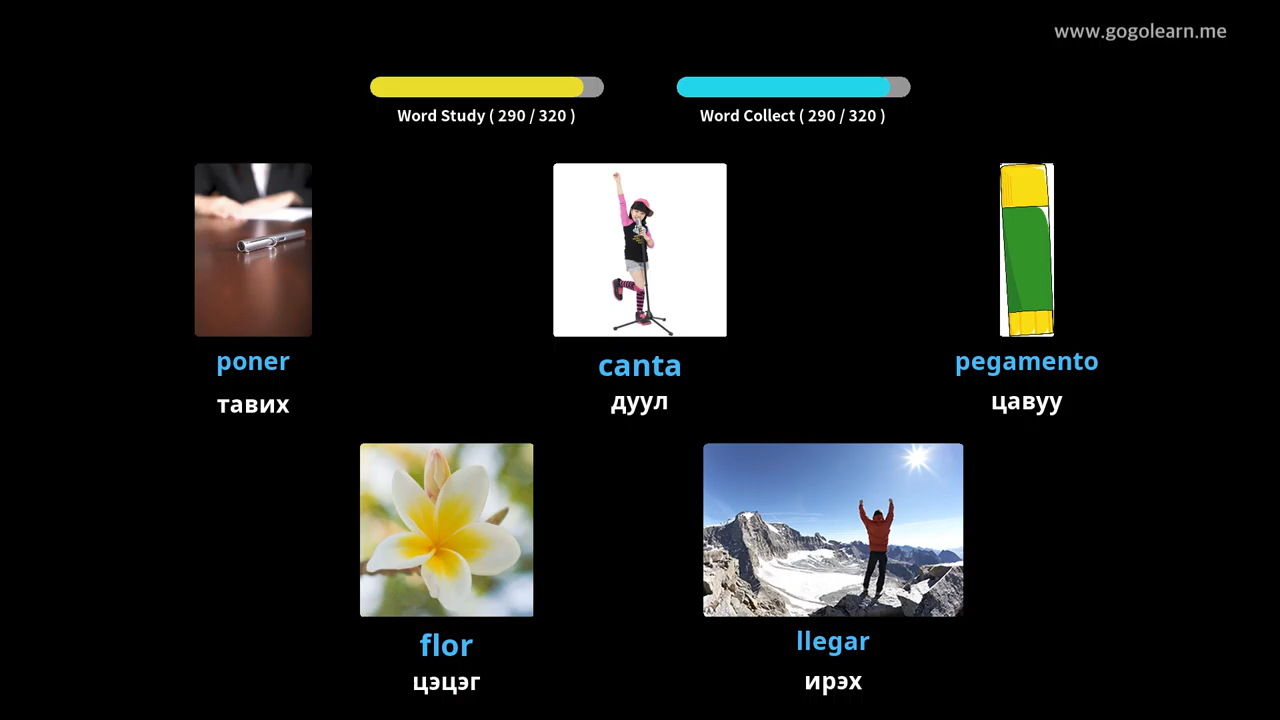 www.gogolearn.me
Word Study ( 290 / 320 )
Word Collect ( 290 / 320 )
poner
тавих
canta
дуул
pegamento
цавуу
flor
цэцэг
llegar
ирэх